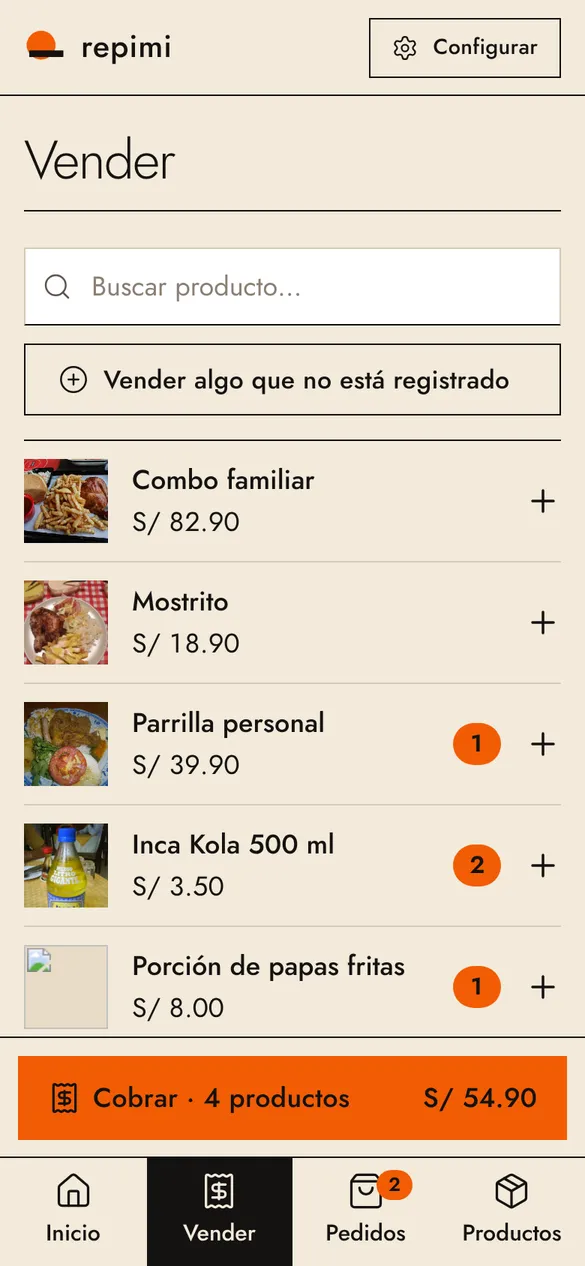 repimi
Configurar
Vender
Buscar producto...
Vender algo que no está registrado
Combo familiar
S/ 82.90
Mostrito
S/ 18.90
Parrilla personal
S/ 39.90
1
Inca Kola 500 ml
S/ 3.50
2
Porción de papas fritas
S/ 8.00
1
Cobrar · 4 productos
S/ 54.90
Inicio
Vender
Pedidos
2
Productos